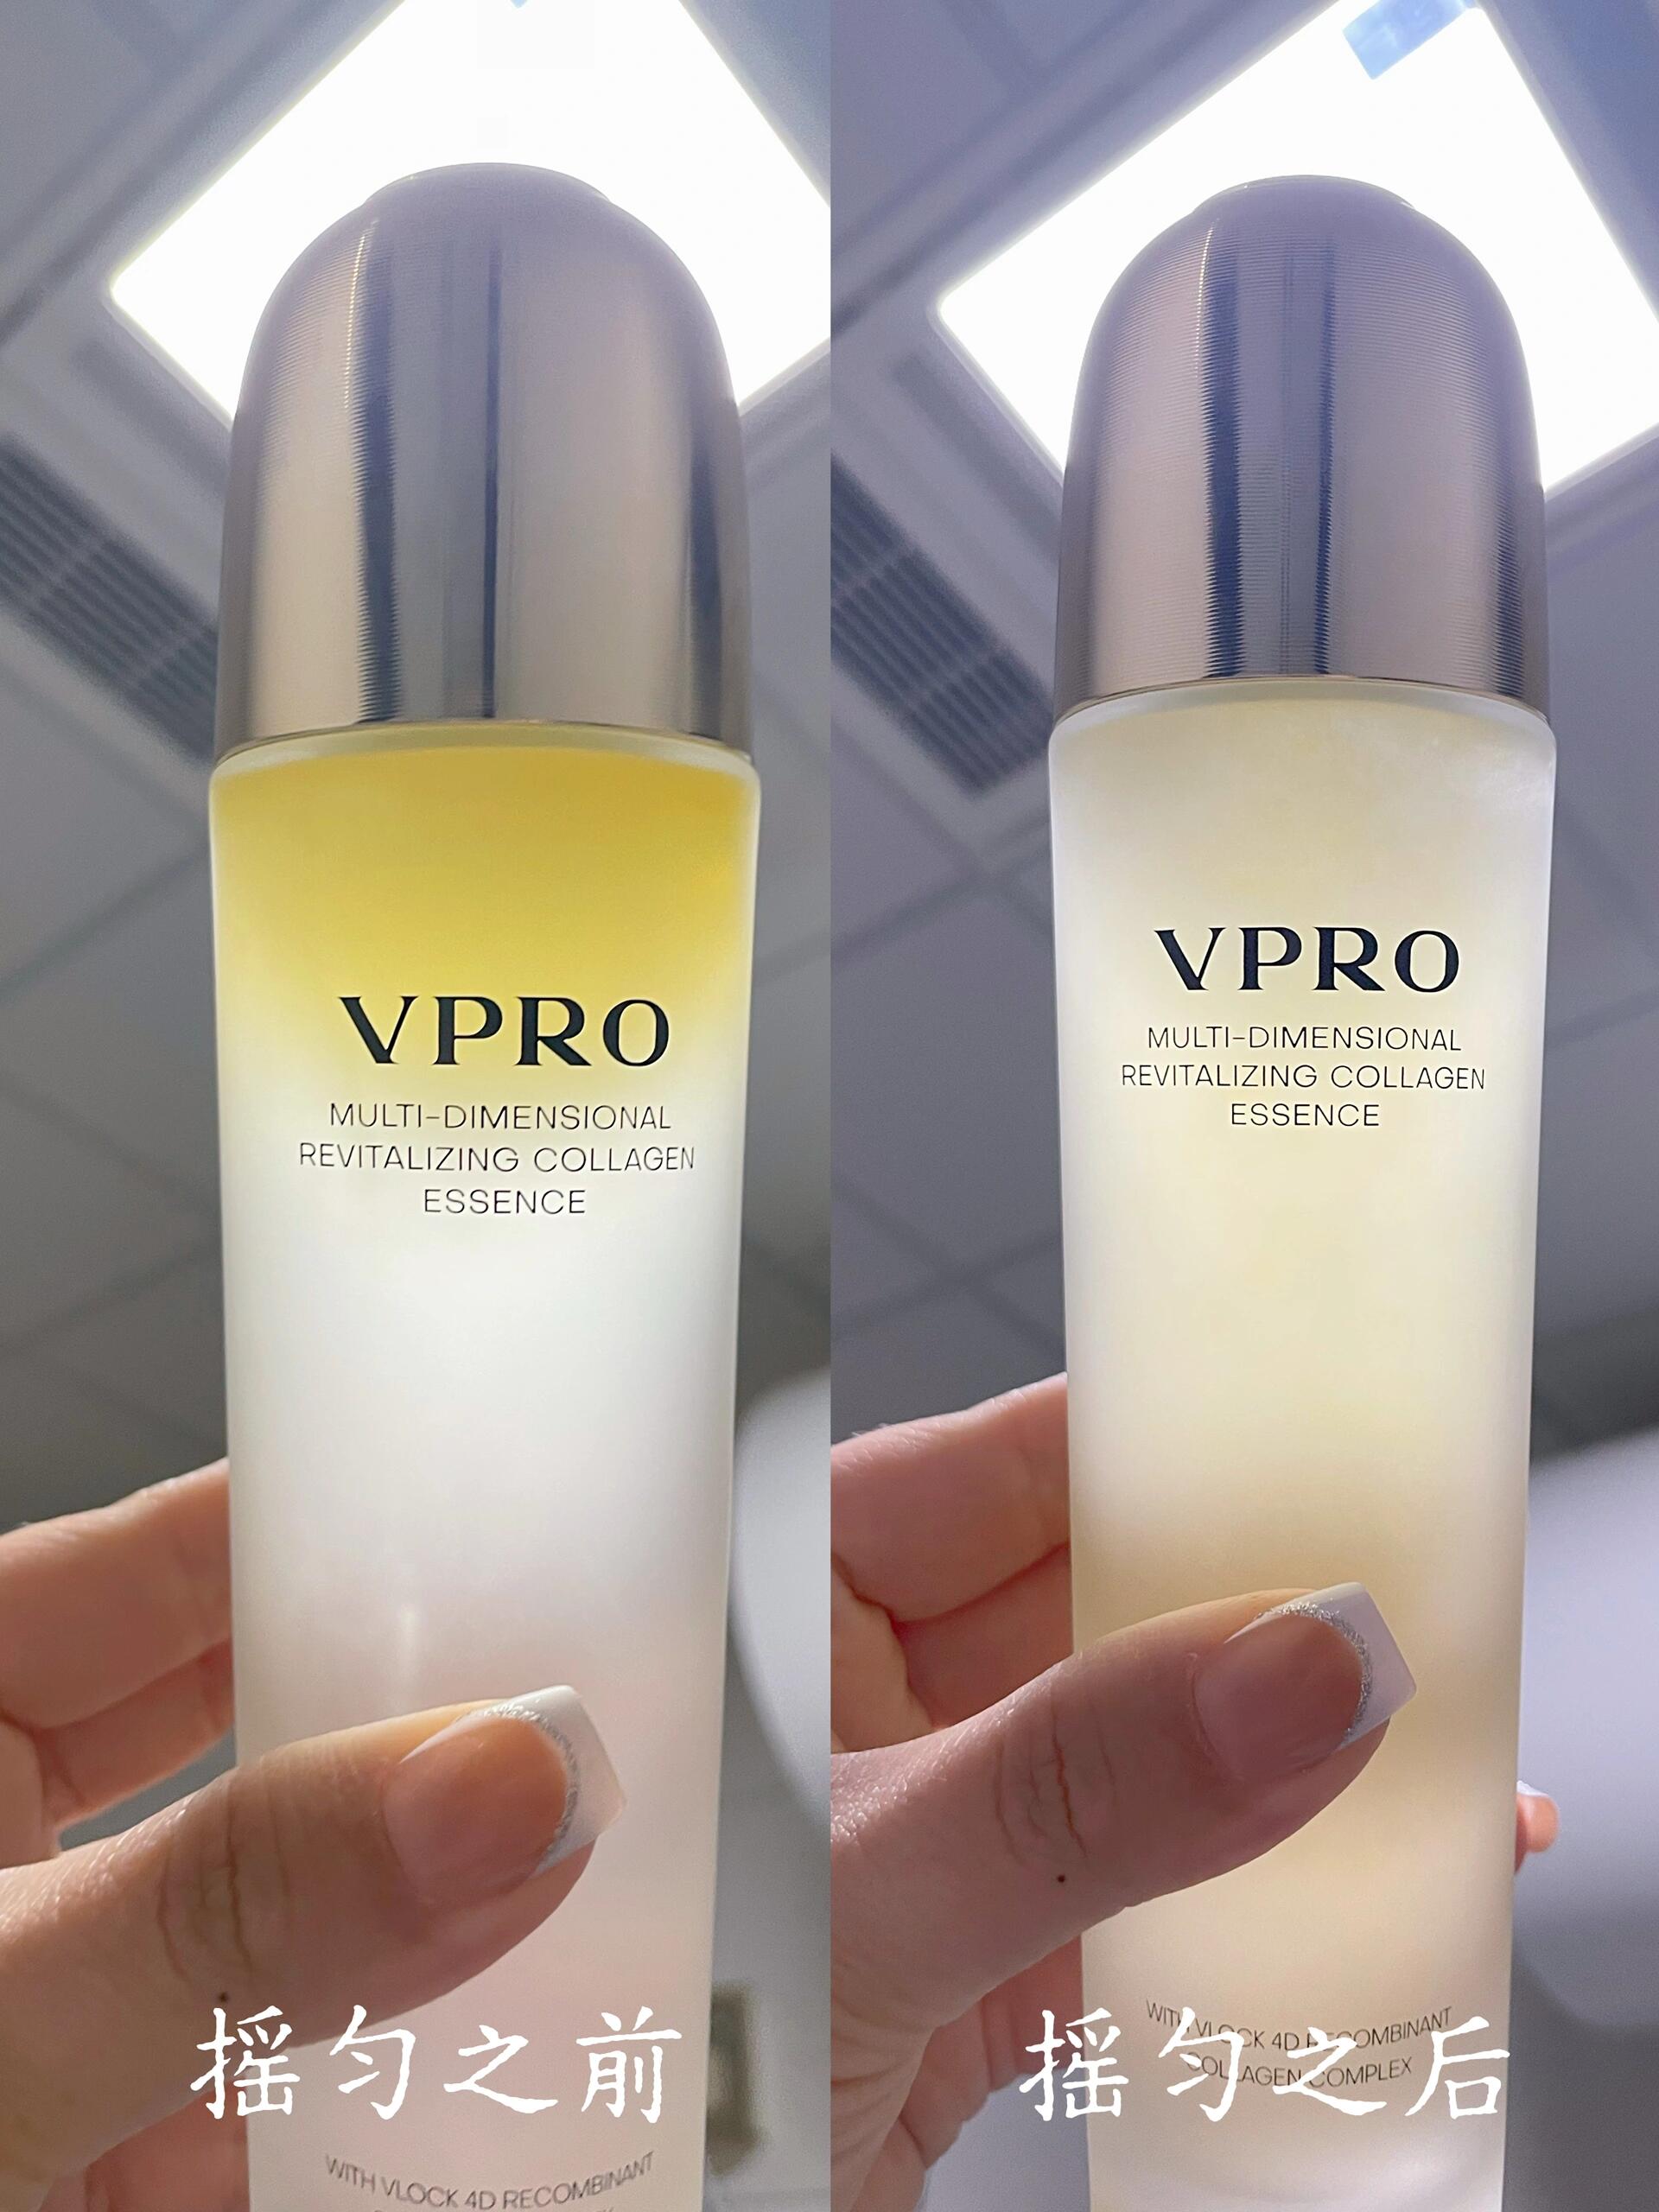 VPRO
MULTI-DIMENSIONAL
REVITALIZING COLLAGEN
ESSENCE
摇匀之前
WITH VLOCK 4D RECOMBINANT
VPRO
MULTI-DIMENSIONAL
REVITALIZING COLLAGEN
ESSENCE
WITH VLOCK 4D RECOMBINANT
COLLAGEN COMPLEX
摇匀之后